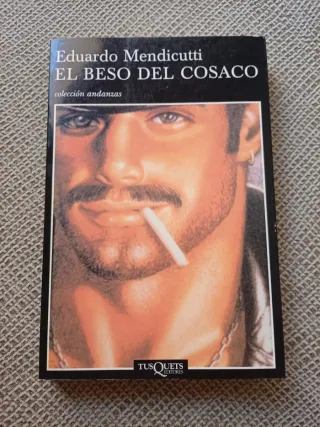 Eduardo Mendicutti
EL BESO DEL COSACO
colección andanzas
TUSQUETS
EDITORES